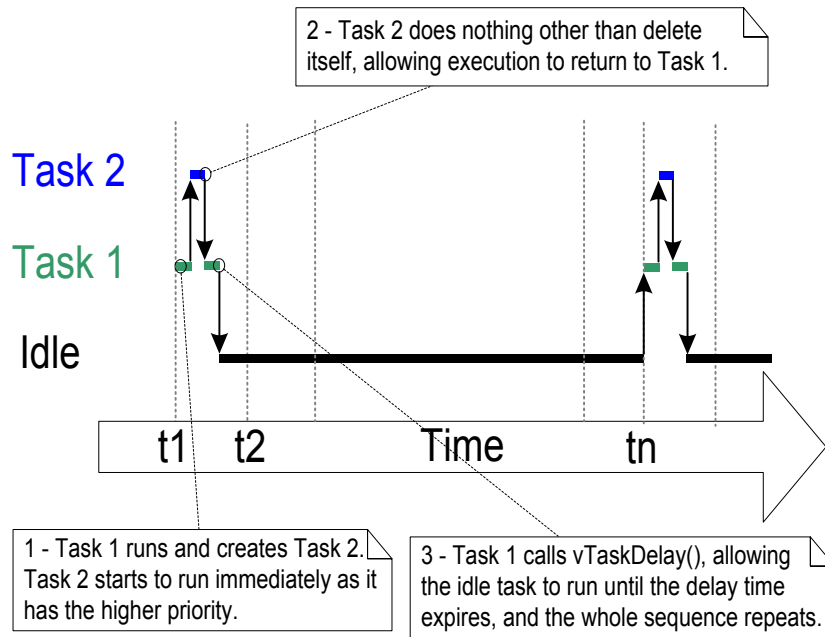 2 - Task 2 does nothing other than delete
itself, allowing execution to return to Task 1.
Task 2
Task 1
Idle
t1
t2
Time
tn
1 - Task 1 runs and creates Task 2.
Task 2 starts to run immediately as it
has the higher priority.
3 - Task 1 calls vTaskDelay(), allowing
the idle task to run until the delay time
expires, and the whole sequence repeats.